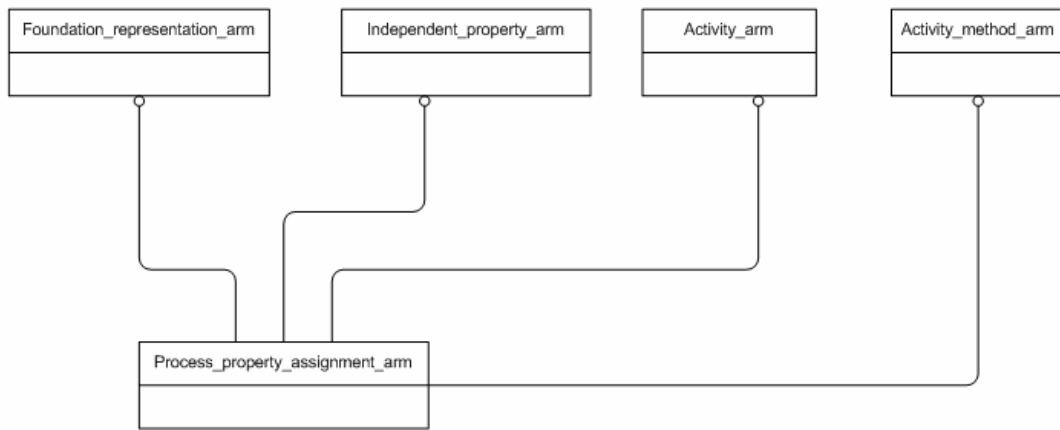 Foundation_representation_arm
Independent_property_arm
Activity_arm
Activity_method_arm
Process_property_assignment_arm